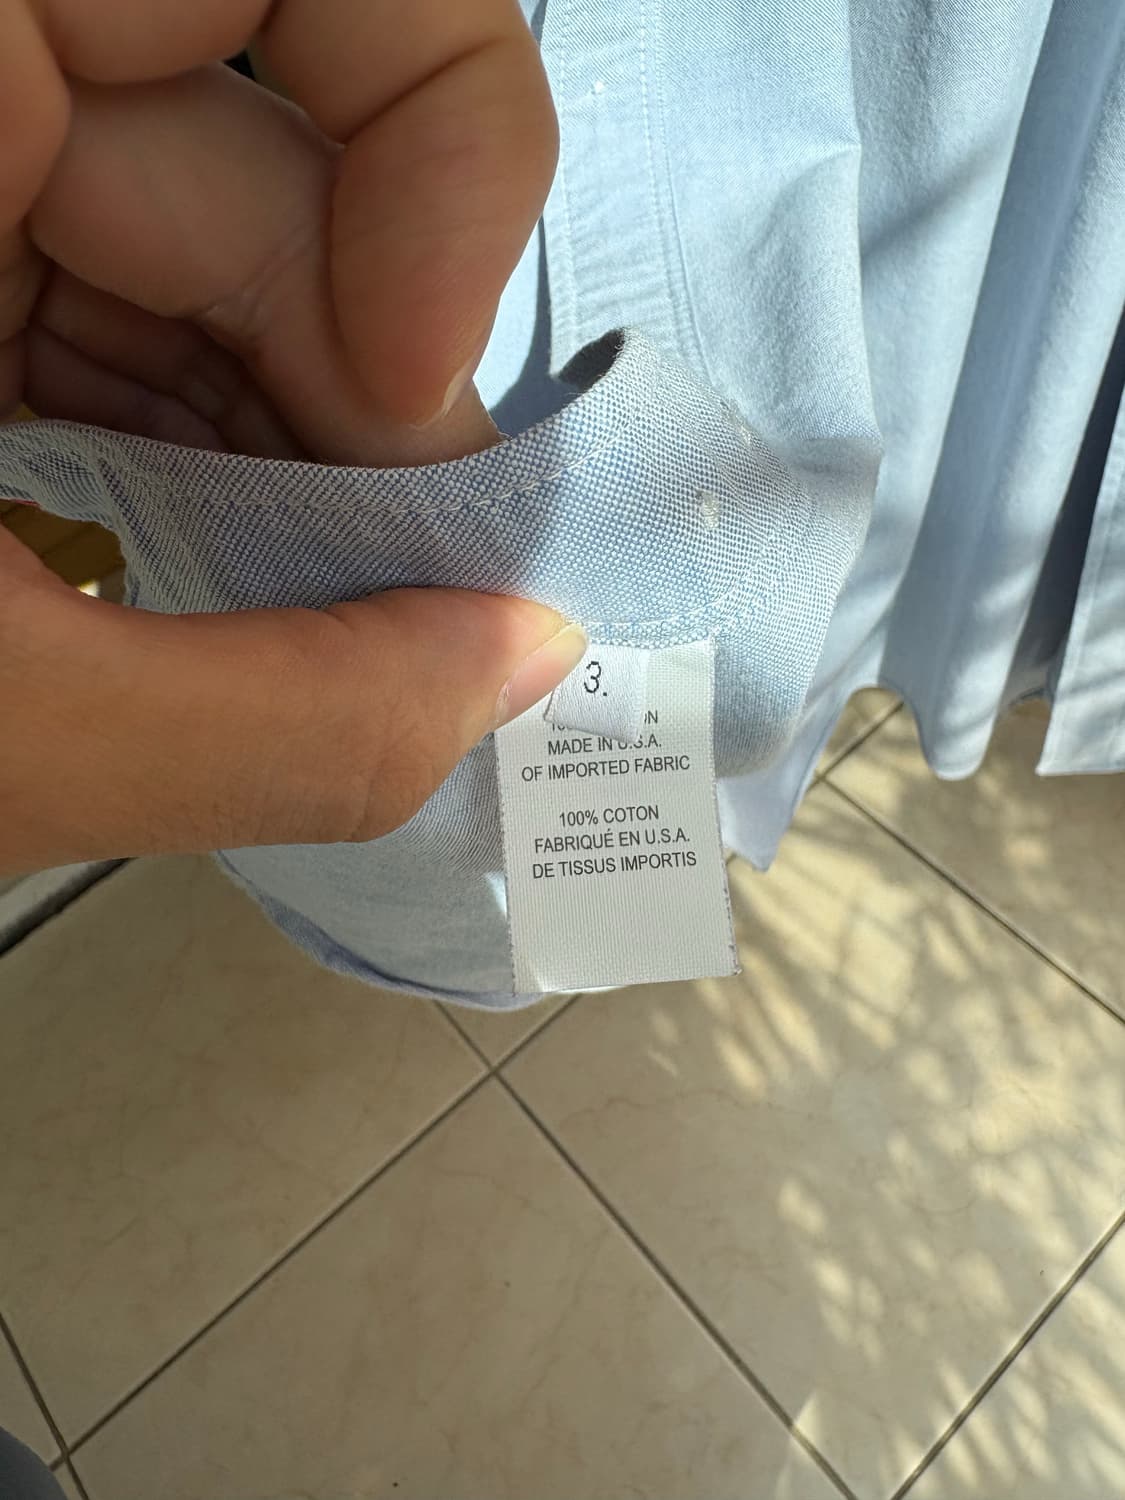 3.
MADE IN U.S.A.
OF IMPORTED FABRIC
100% COTON
FABRIQUÉ EN U.S.A.
DE TISSUS IMPORTIS